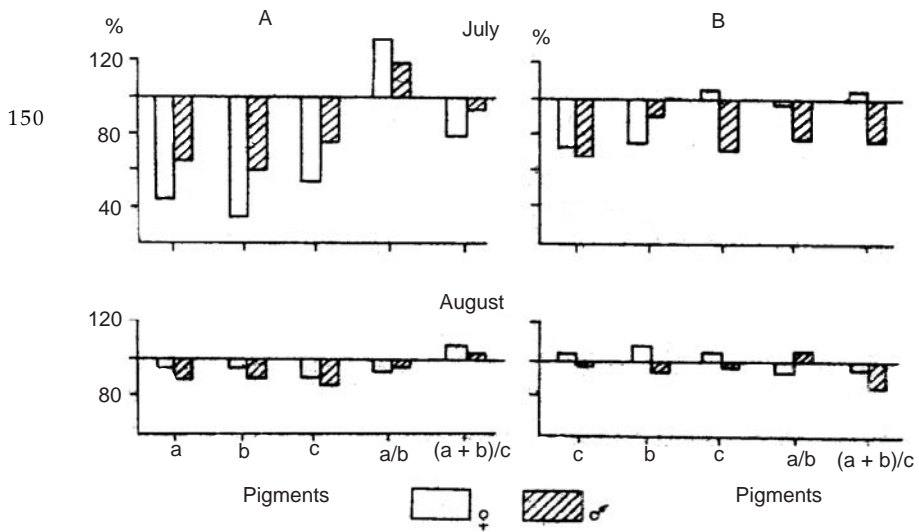 A
July
B
%
120
150
80
40
%
August
120
80
a b c a/b (a + b)/c
c b c a/b (a + b)/c
Pigments
♀
♂
Pigments